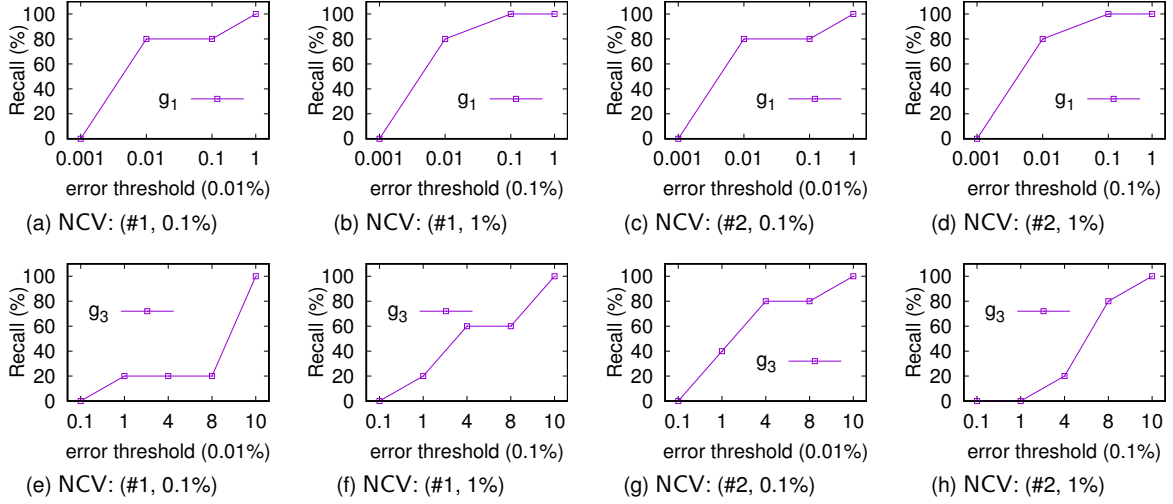 100
80
60
40
20
0
Recall (%)
g1
0.001 0.01 0.1 1
error threshold (0.01%)
(a) NCV: (#1, 0.1%)
100
80
60
40
20
0
Recall (%)
g1
0.001 0.01 0.1 1
error threshold (0.1%)
(b) NCV: (#1, 1%)
100
80
60
40
20
0
Recall (%)
g1
0.001 0.01 0.1 1
error threshold (0.01%)
(c) NCV: (#2, 0.1%)
100
80
60
40
20
0
Recall (%)
g1
0.001 0.01 0.1 1
error threshold (0.1%)
(d) NCV: (#2, 1%)
100
80
60
40
20
0
Recall (%)
g3
0.1 1 4 8 10
error threshold (0.01%)
(e) NCV: (#1, 0.1%)
100
80
60
40
20
0
Recall (%)
g3
0.1 1 4 8 10
error threshold (0.1%)
(f) NCV: (#1, 1%)
100
80
60
40
20
0
Recall (%)
g3
0.1 1 4 8 10
error threshold (0.01%)
(g) NCV: (#2, 0.1%)
100
80
60
40
20
0
Recall (%)
g3
0.1 1 4 8 10
error threshold (0.1%)
(h) NCV: (#2, 1%)